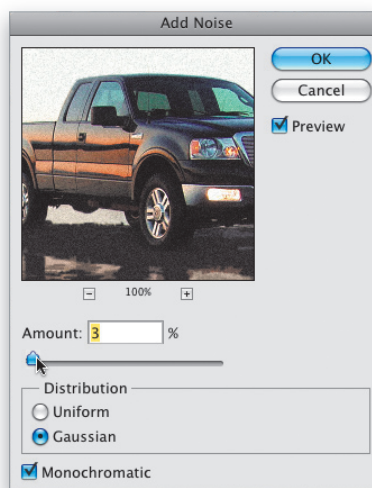 Add Noise
OK
Cancel
Preview
100%
Amount: 3 %
Distribution
Uniform
Gaussian
Monochromatic